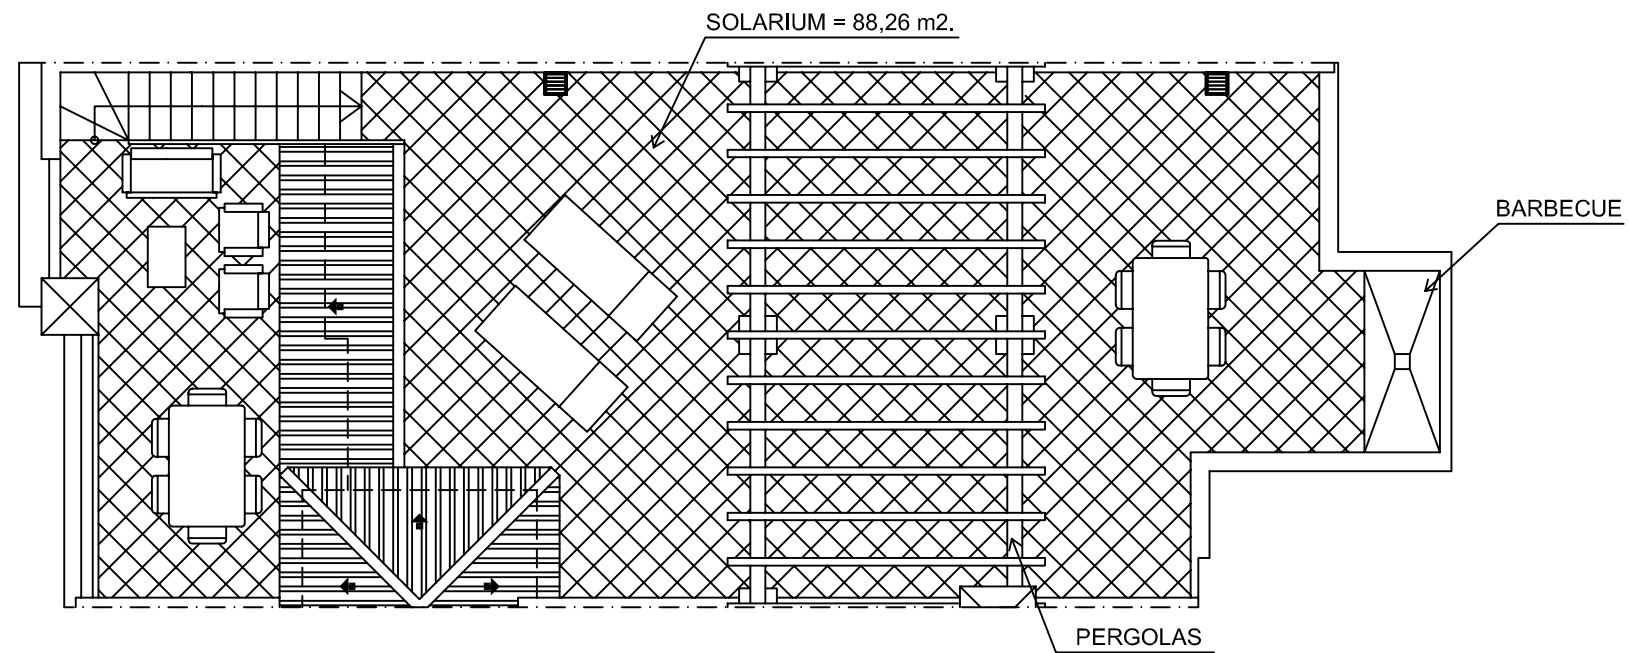 SOLARIUM = 88,26 m2.
BARBECUE
PERGOLAS